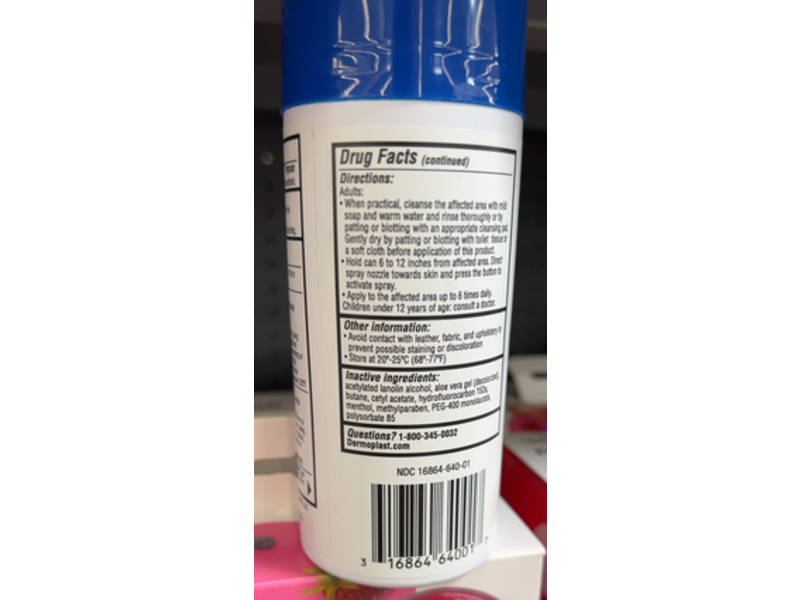 Drug Facts (continued)
Directions:
Adults:
• When practical, cleanse the affected area with mild
soap and warm water and rinse thoroughly or by
patting or blotting with an appropriate cleansing pad.
Gently dry by patting or blotting with toilet tissue or
a soft cloth before application of this product.
• Hold can 6 to 12 inches from affected area. Direct
spray nozzle towards skin and press the button to
activate spray.
• Apply to the affected area up to 6 times daily.
Children under 12 years of age: consult a doctor.
Other information:
• Avoid contact with leather, fabric, and upholstery to
prevent possible staining or discoloration
• Store at 20°-25°C (68°-77°F)
Inactive ingredients:
acetylated lanolin alcohol, aloe vera gel (decolorized),
butane, cetyl acetate, hydrofluorocarbon 152a,
menthol, methylparaben, PEG-400 monolaurate,
polysorbate 85
Questions? 1-800-345-0032
Dermoplast.com
NDC 16864-640-01
3 16864 64001 7